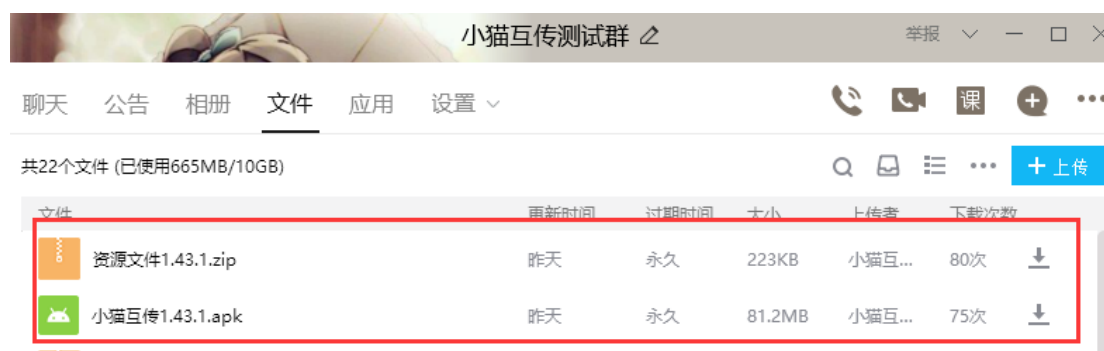 小猫互传测试群 举报
聊天 公告 相册 文件 应用 设置 课
共22个文件 (已使用665MB/10GB) 上传
文件 更新时间 过期时间 大小 上传者 下载次数
资源文件1.43.1.zip 昨天 永久 223KB 小猫互... 80次
小猫互传1.43.1.apk 昨天 永久 81.2MB 小猫互... 75次